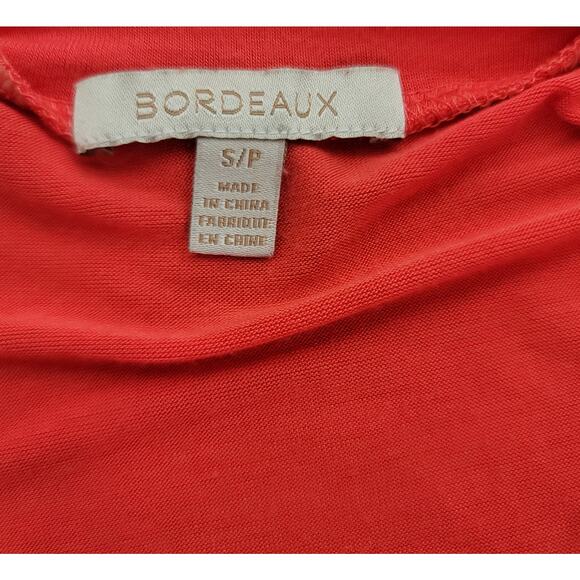 BORDEAUX
S/P
MADE
IN CHINA
FABRIQUE
EN CHINE